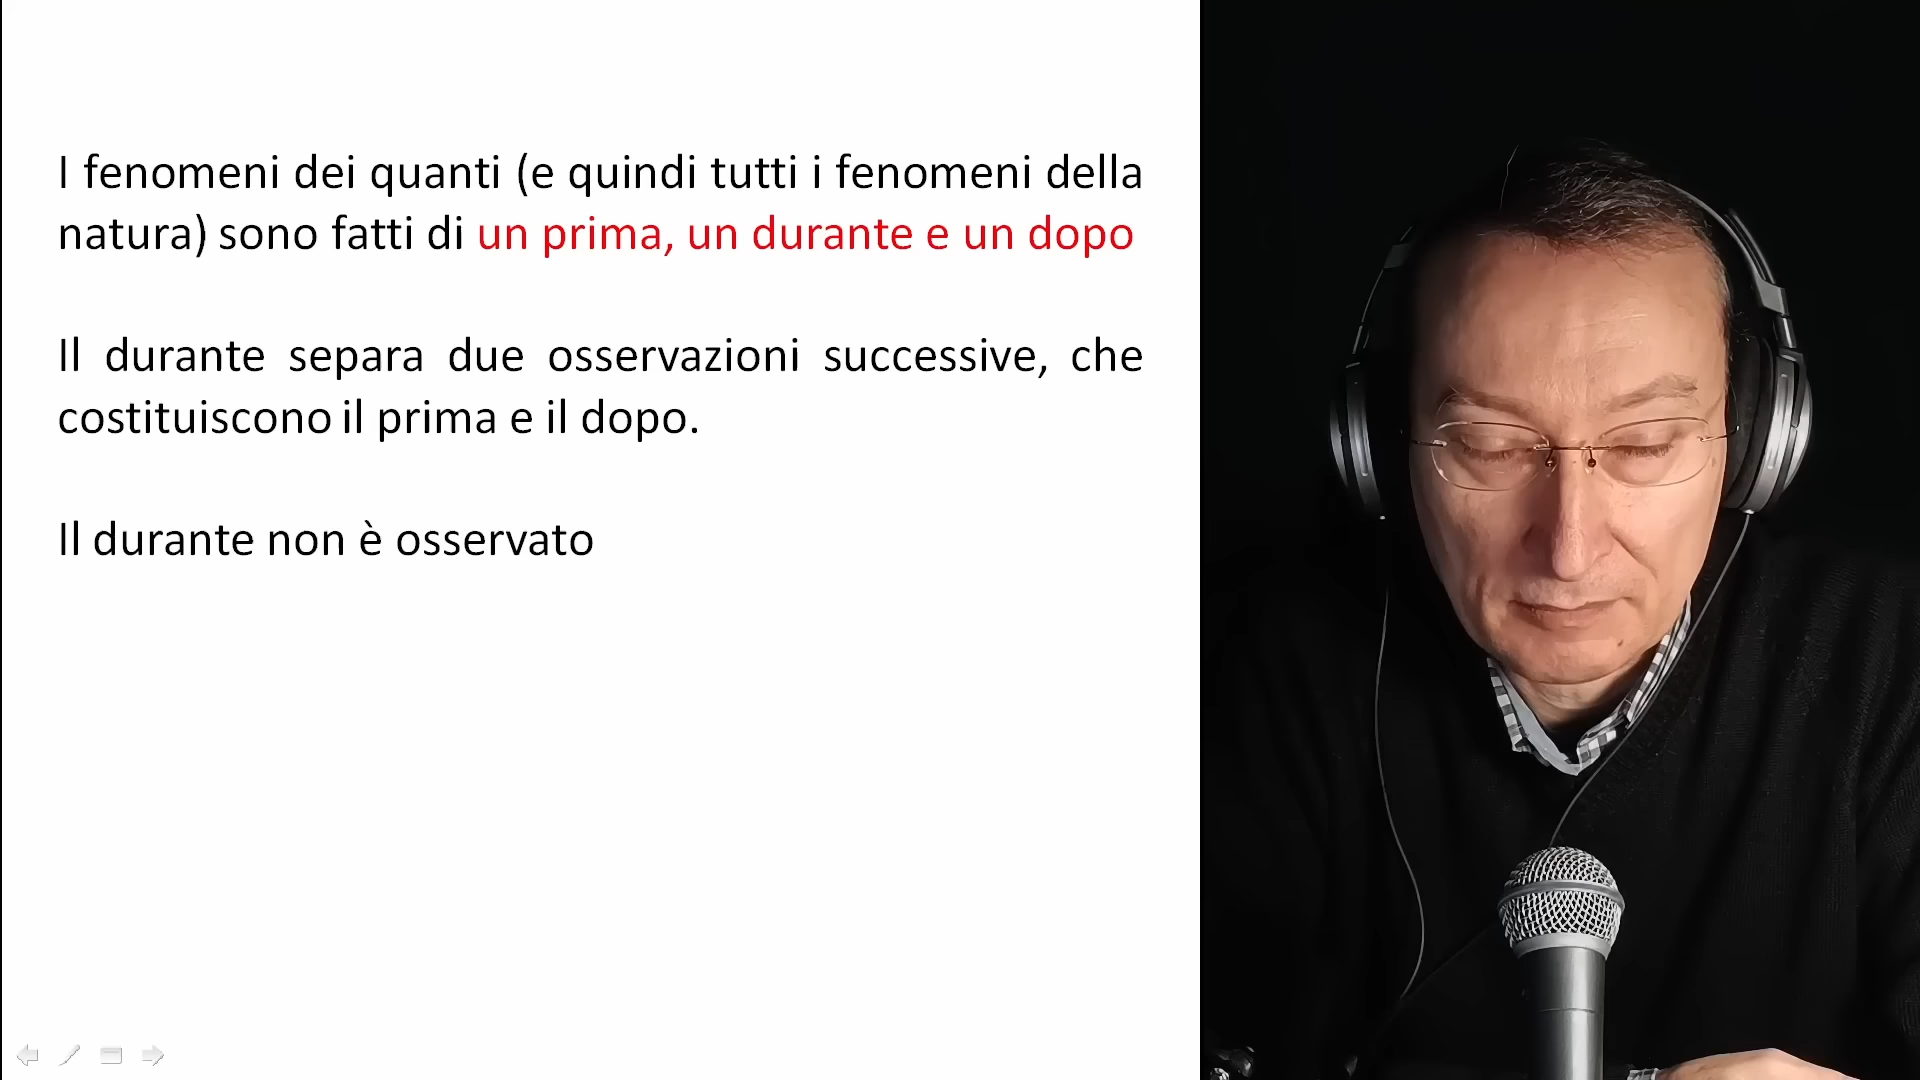 I fenomeni dei quanti (e quindi tutti i fenomeni della
natura) sono fatti di un prima, un durante e un dopo
Il durante separa due osservazioni successive, che
costituiscono il prima e il dopo.
Il durante non è osservato